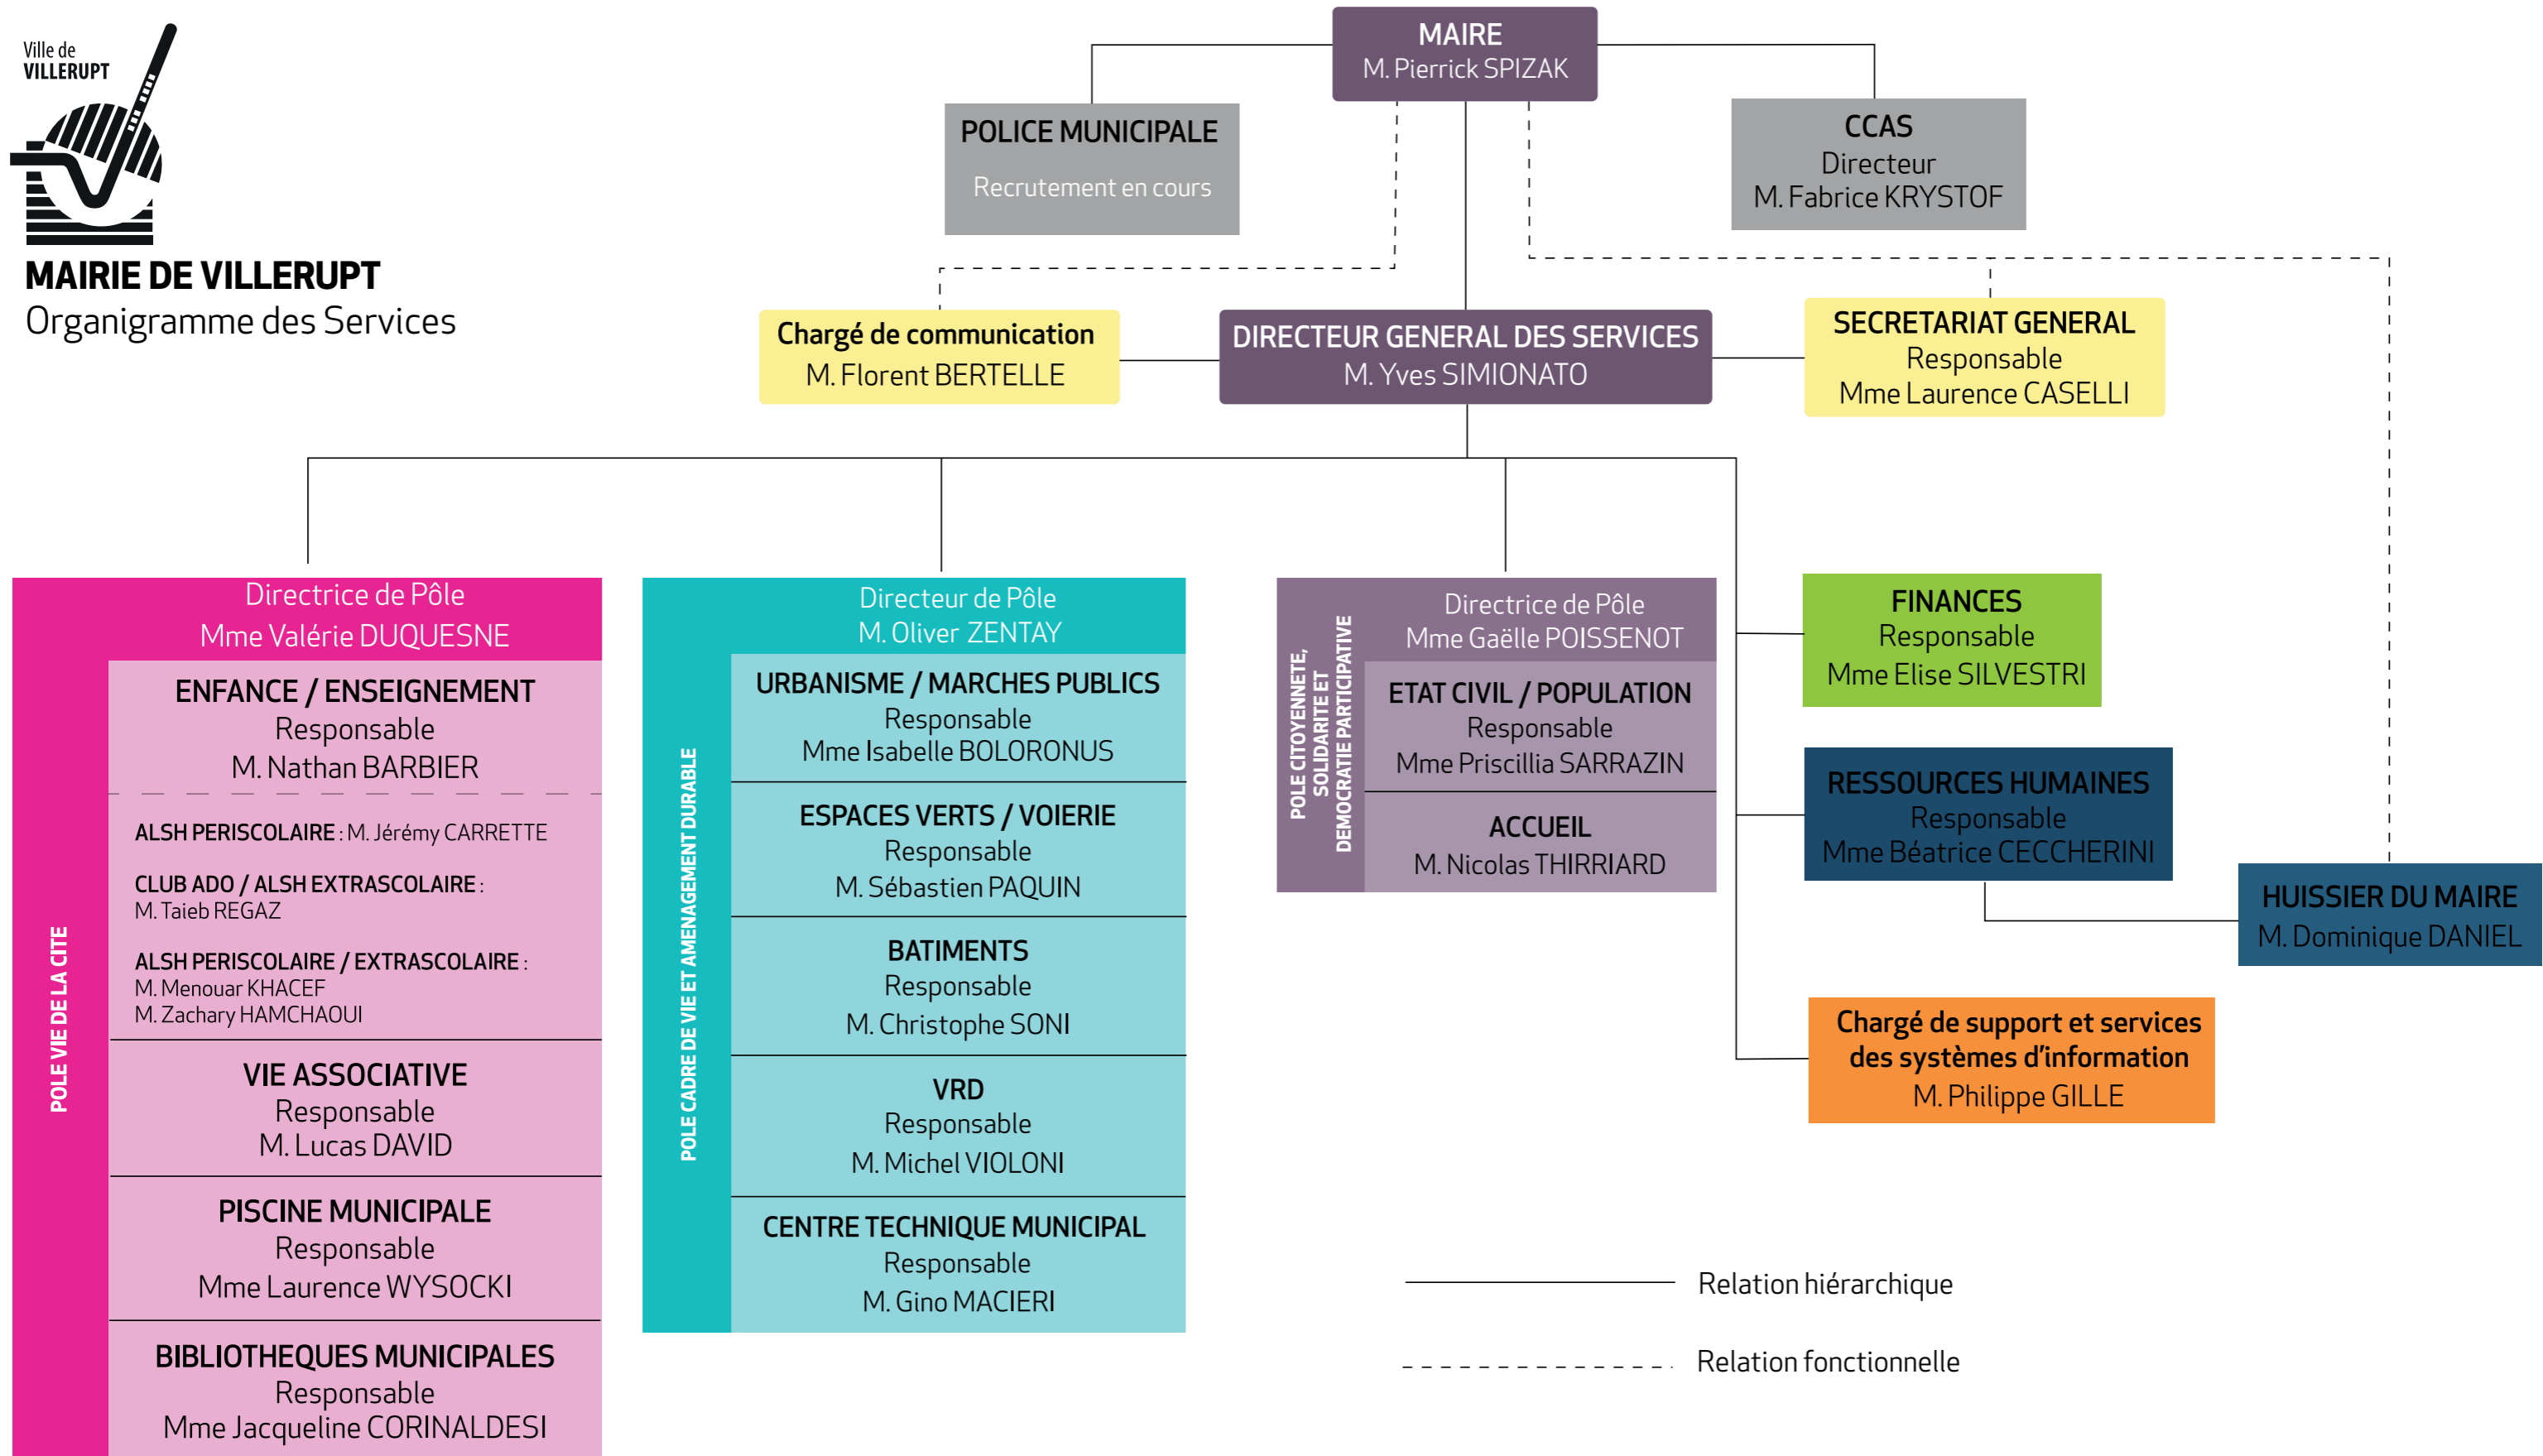 Ville de
VILLERUPT
MAIRIE DE VILLERUPT
Organigramme des Services
MAIRE
M. Pierrick SPIZAK
POLICE MUNICIPALE
Recrutement en cours
CCAS
Directeur
M. Fabrice KRYSTOF
Chargé de communication
M. Florent BERTELLE
DIRECTEUR GENERAL DES SERVICES
M. Yves SIMIONATO
SECRETARIAT GENERAL
Responsable
Mme Laurence CASELLI
POLE VIE DE LA CITE
Directrice de Pôle
Mme Valérie DUQUESNE
ENFANCE / ENSEIGNEMENT
Responsable
M. Nathan BARBIER
ALSH PERISCOLAIRE : M. Jérémy CARRETTE
CLUB ADO / ALSH EXTRASCOLAIRE :
M. Taieb REGAZ
ALSH PERISCOLAIRE / EXTRASCOLAIRE :
M. Menouar KHACEF
M. Zachary HAMCHAOUI
VIE ASSOCIATIVE
Responsable
M. Lucas DAVID
PISCINE MUNICIPALE
Responsable
Mme Laurence WYSOCKI
BIBLIOTHEQUES MUNICIPALES
Responsable
Mme Jacqueline CORINALDESI
POLE CADRE DE VIE ET AMENAGEMENT DURABLE
Directeur de Pôle
M. Oliver ZENTAY
URBANISME / MARCHES PUBLICS
Responsable
Mme Isabelle BOLORONUS
ESPACES VERTS / VOIERIE
Responsable
M. Sébastien PAQUIN
BATIMENTS
Responsable
M. Christophe SONI
VRD
Responsable
M. Michel VIOLONI
CENTRE TECHNIQUE MUNICIPAL
Responsable
M. Gino MACIERI
POLE CITOYENNETE,
SOLIDARITE ET
DEMOCRATIE PARTICIPATIVE
Directrice de Pôle
Mme Gaëlle POISSENOT
ETAT CIVIL / POPULATION
Responsable
Mme Priscillia SARRAZIN
ACCUEIL
M. Nicolas THIRRIARD
FINANCES
Responsable
Mme Elise SILVESTRI
RESSOURCES HUMAINES
Responsable
Mme Béatrice CECCHERINI
HUISSIER DU MAIRE
M. Dominique DANIEL
Chargé de support et services
des systèmes d'information
M. Philippe GILLE
Relation hiérarchique
Relation fonctionnelle